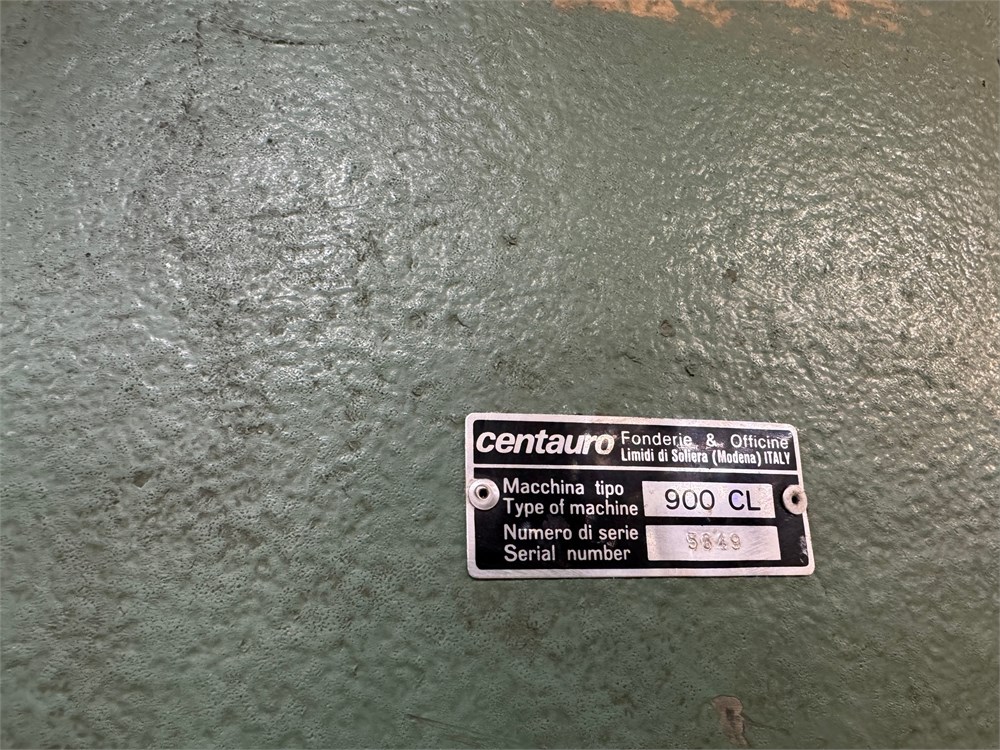 centauro Fonderie & Officine
Limidi di Soliera (Modena) ITALY
Macchina tipo
Type of machine 900 CL
Numero di serie
Serial number